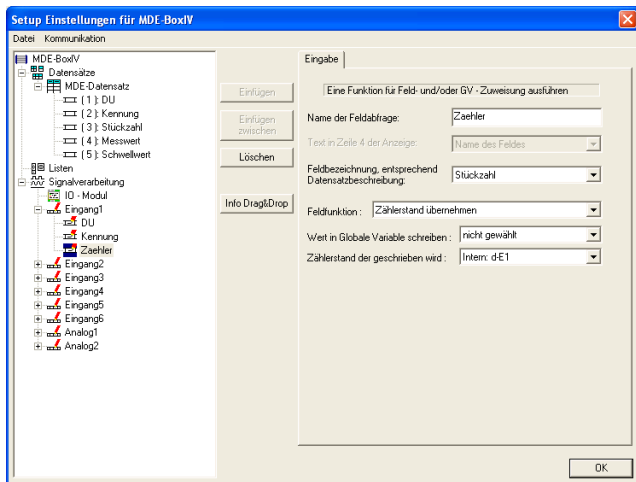 Setup Einstellungen für MDE-BoxIV
Datei Kommunikation
MDE-BoxIV
Datensätze
MDE-Datensatz
( 1 ): DU
( 2 ): Kennung
( 3 ): Stückzahl
( 4 ): Messwert
( 5 ): Schwellwert
Listen
Signalverarbeitung
IO - Modul
Eingang1
DU
Kennung
Zaehler
Eingang2
Eingang3
Eingang4
Eingang5
Eingang6
Analog1
Analog2
Einfügen
Einfügen
zwischen
Löschen
Info Drag&Drop
Eingabe
Eine Funktion für Feld- und/oder GV - Zuweisung ausführen
Name der Feldabfrage: Zaehler
Text in Zeile 4 der Anzeige: Name des Feldes
Feldbezeichnung, entsprechend
Datensatzbeschreibung: Stückzahl
Feldfunktion : Zählerstand übernehmen
Wert in Globale Variable schreiben : nicht gewählt
Zählerstand der geschrieben wird : Intern: d-E1
OK